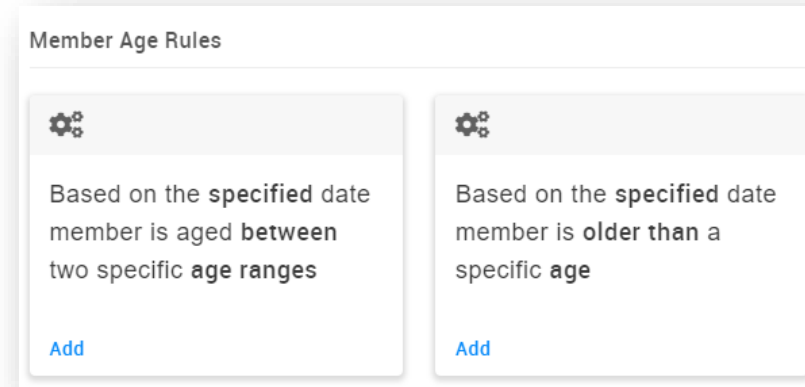 Member Age Rules
Based on the specified date
member is aged between
two specific age ranges
Add
Based on the specified date
member is older than a
specific age
Add